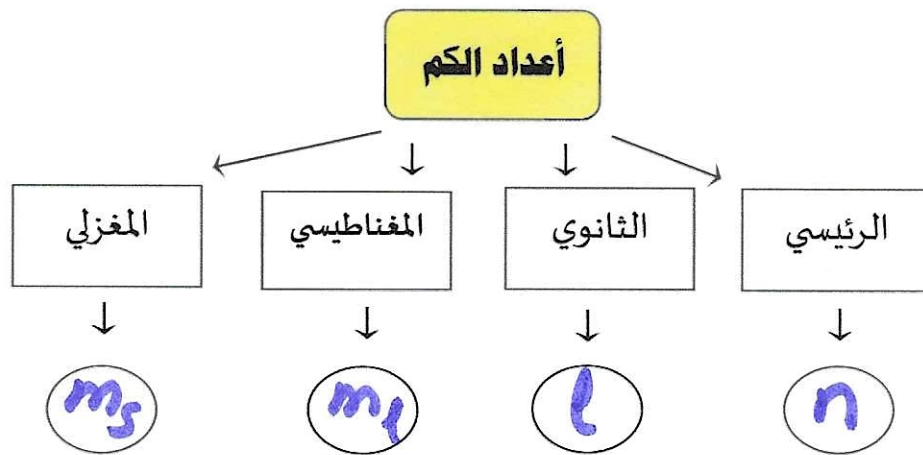 أعداد الكم
الرئيسي
الثانوي
المغناطيسي
المغزلي
n
l
mₗ
mₛ